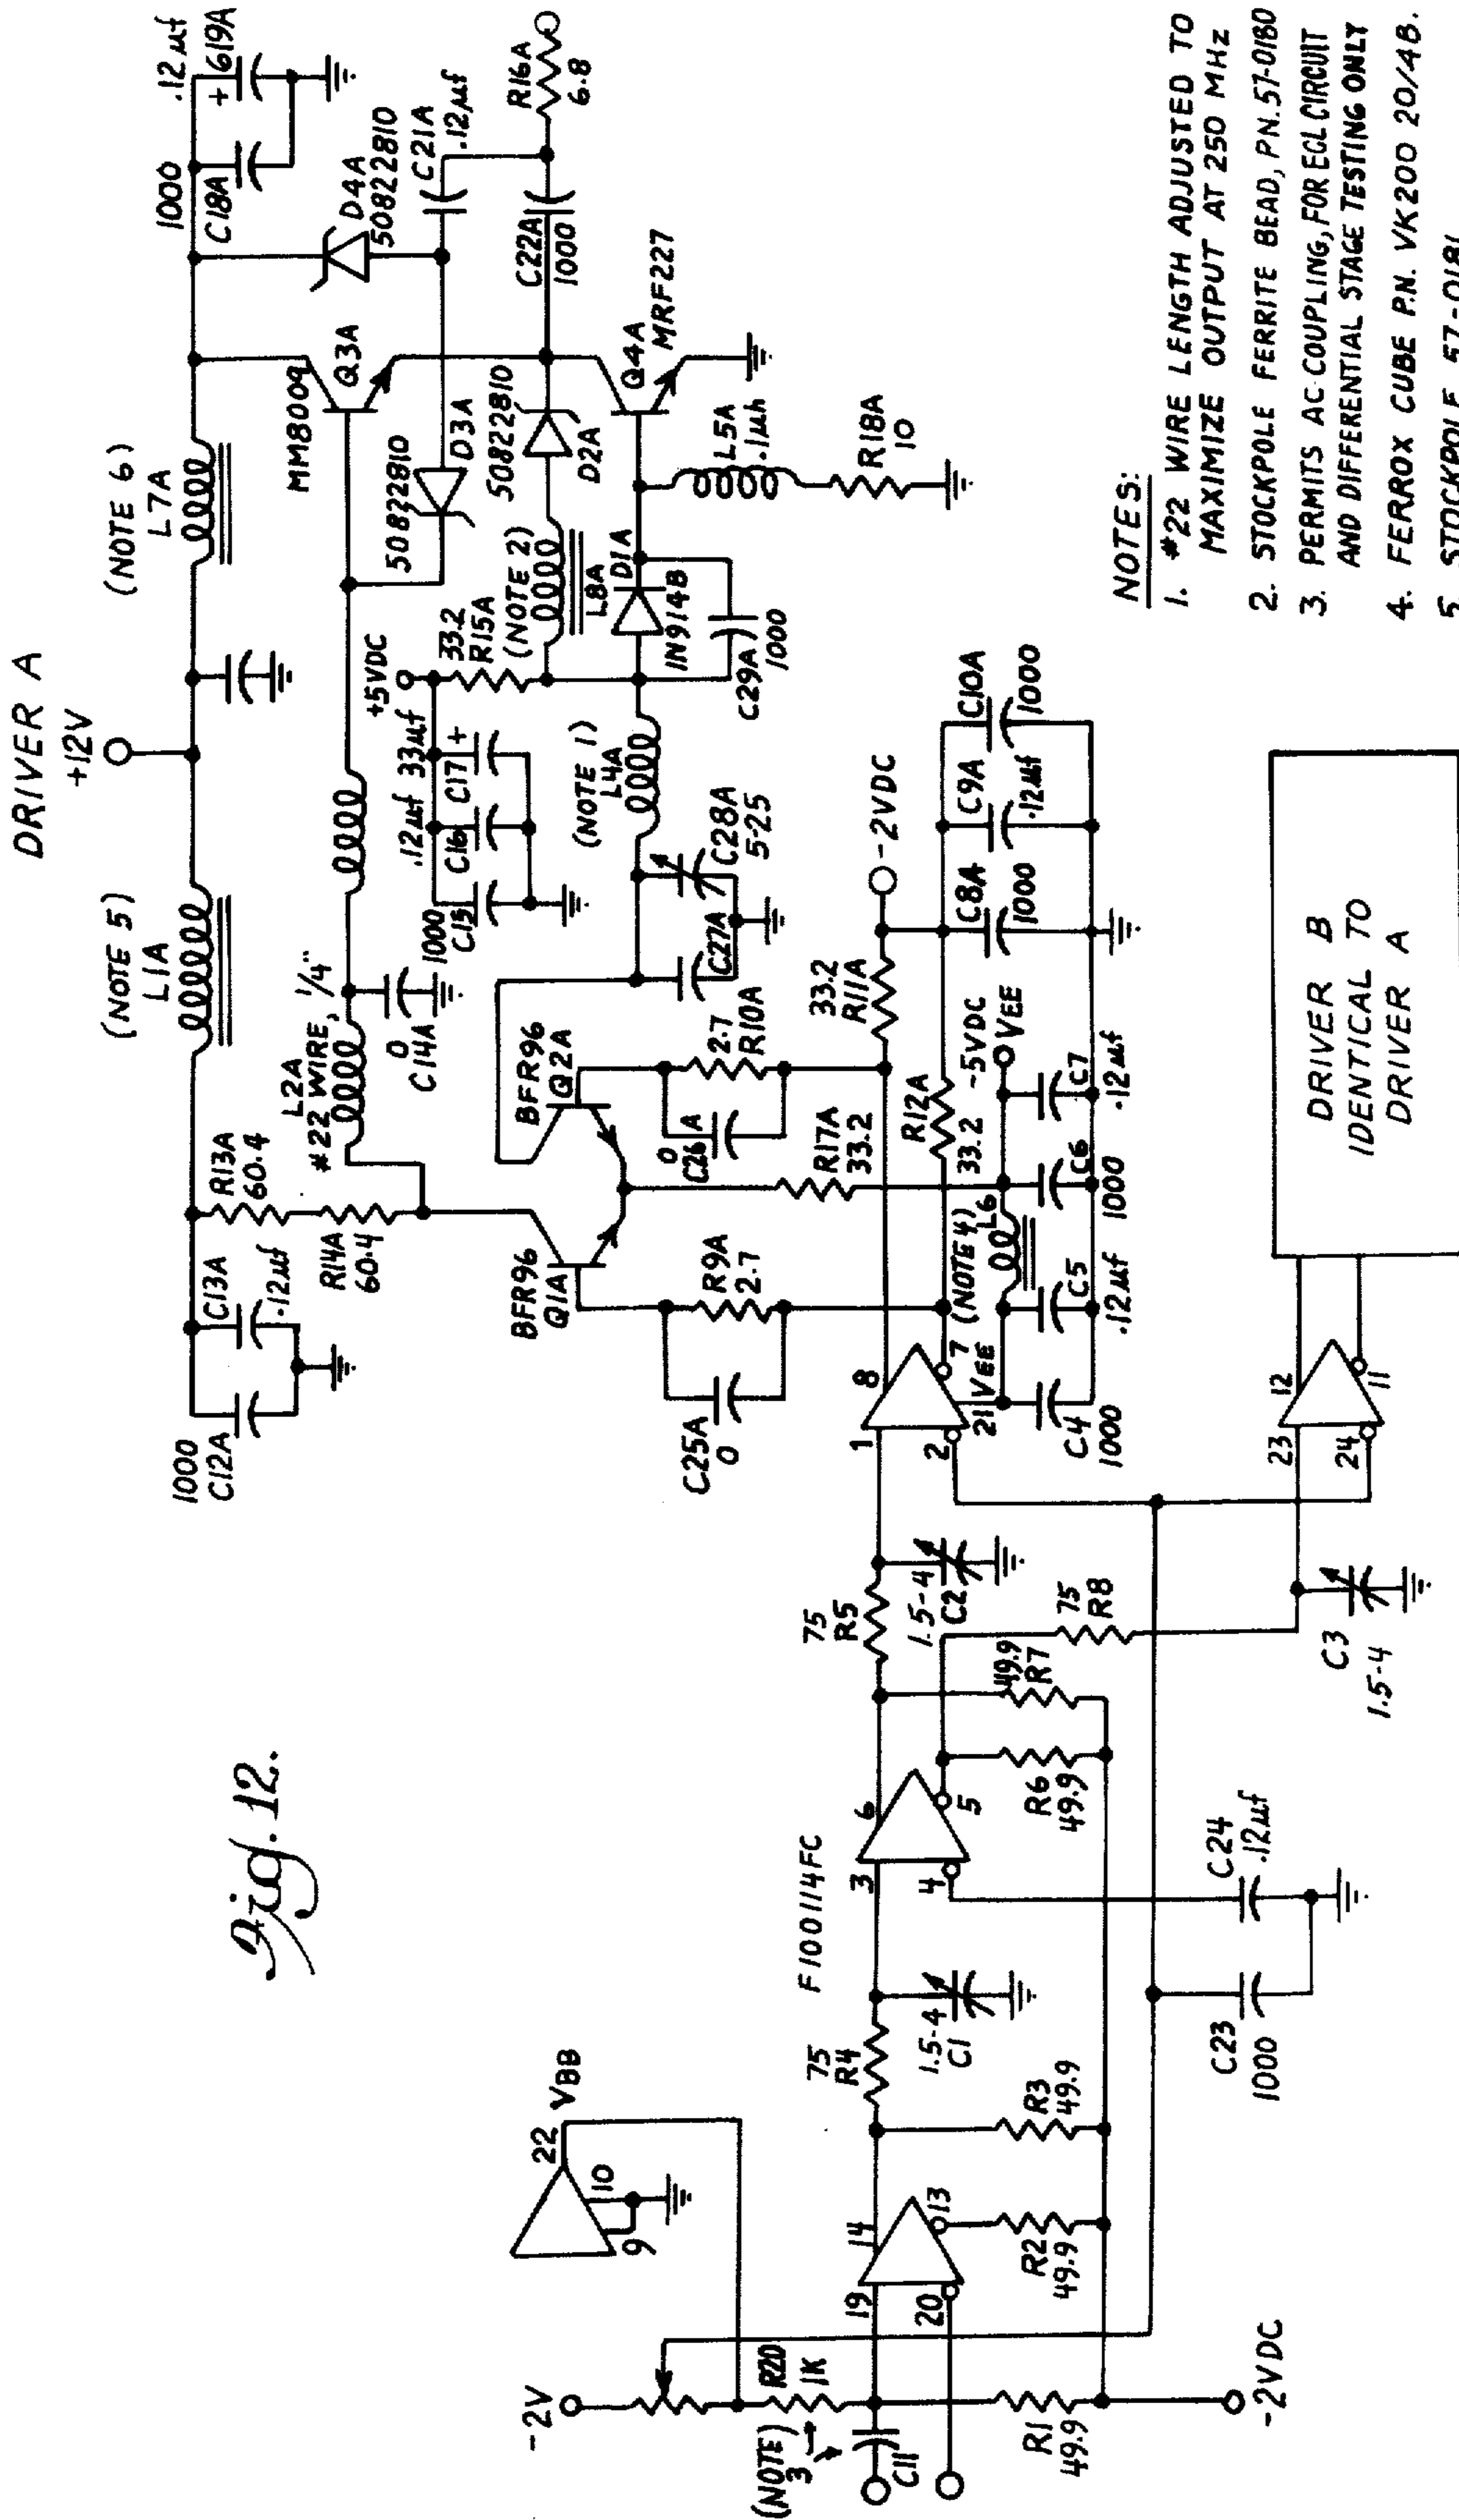 Fig. 12.
DRIVER A
+12V
(NOTE 5)
L1A
(NOTE 6)
L7A
1000
C12A
C13A
.12µf
R13A
60.4
R14A
60.4
L2A
#22 WIRE, 1/4"
0
C14A
MM8009
Q3A
1000
C18A
.12µf
+ 619A
D4A
50822810
C21A
.12µf
R16A
6.8
50822810
D3A
C22A
1000
50822810
D2A
(NOTE 2)
L8A
Q4A
MRF227
+5VDC
33.2
R15A
.12µf
33µf
1000
C15
C16
C17
+
1N914B
D1A
C29A
1000
L5A
.1µh
R18A
10
(NOTE 1)
L4A
C27A
C28A
5-25
BFR96
Q1A
BFR96
Q2A
C25A
0
R9A
2.7
0
C26A
2.7
R10A
R17A
33.2
33.2
R11A
-2VDC
R12A
33.2
C8A
1000
C9A
.12µf
C10A
1000
-5VDC
VEE
(NOTE 4)
L6
8
7
1
2
21
VEE
C4
1000
C5
.12µf
C6
1000
C7
.12µf
VBB
22
10
9
-2V
R20
1K
(NOTE)
3
C11
19
20
14
13
R1
49.9
R2
49.9
R3
49.9
-2VDC
75
R4
1.5-4
C1
F100114FC
3
4
6
5
R6
49.9
49.9
R7
75
R5
1.5-4
C2
75
R8
C3
1.5-4
C23
1000
C24
.12µf
23
24
12
11
DRIVER B
IDENTICAL TO
DRIVER A
NOTES:
1. #22 WIRE LENGTH ADJUSTED TO
MAXIMIZE OUTPUT AT 250 MHz
2. STOCKPOLE FERRITE BEAD, PN.57-0180
3. PERMITS AC-COUPLING, FOR ECL CIRCUIT
AND DIFFERENTIAL STAGE TESTING ONLY
4. FERROX CUBE P.N. VK200 20/4B.
5. STOCKPOLE 57-0181